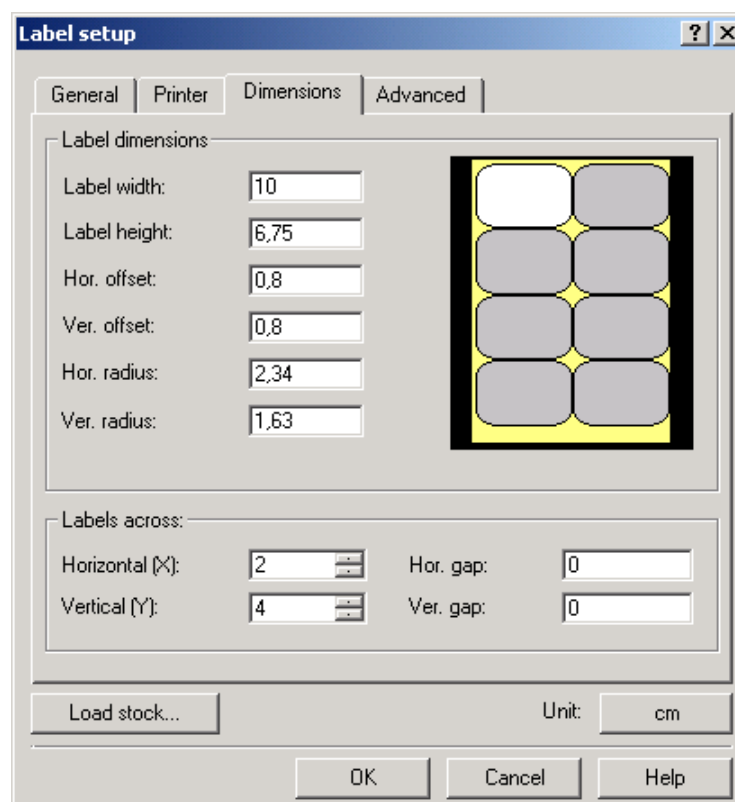 Label setup
General Printer Dimensions Advanced
Label dimensions
Label width: 10
Label height: 6,75
Hor. offset: 0,8
Ver. offset: 0,8
Hor. radius: 2,34
Ver. radius: 1,63
Labels across:
Horizontal (X): 2 Hor. gap: 0
Vertical (Y): 4 Ver. gap: 0
Load stock... Unit: cm
OK Cancel Help